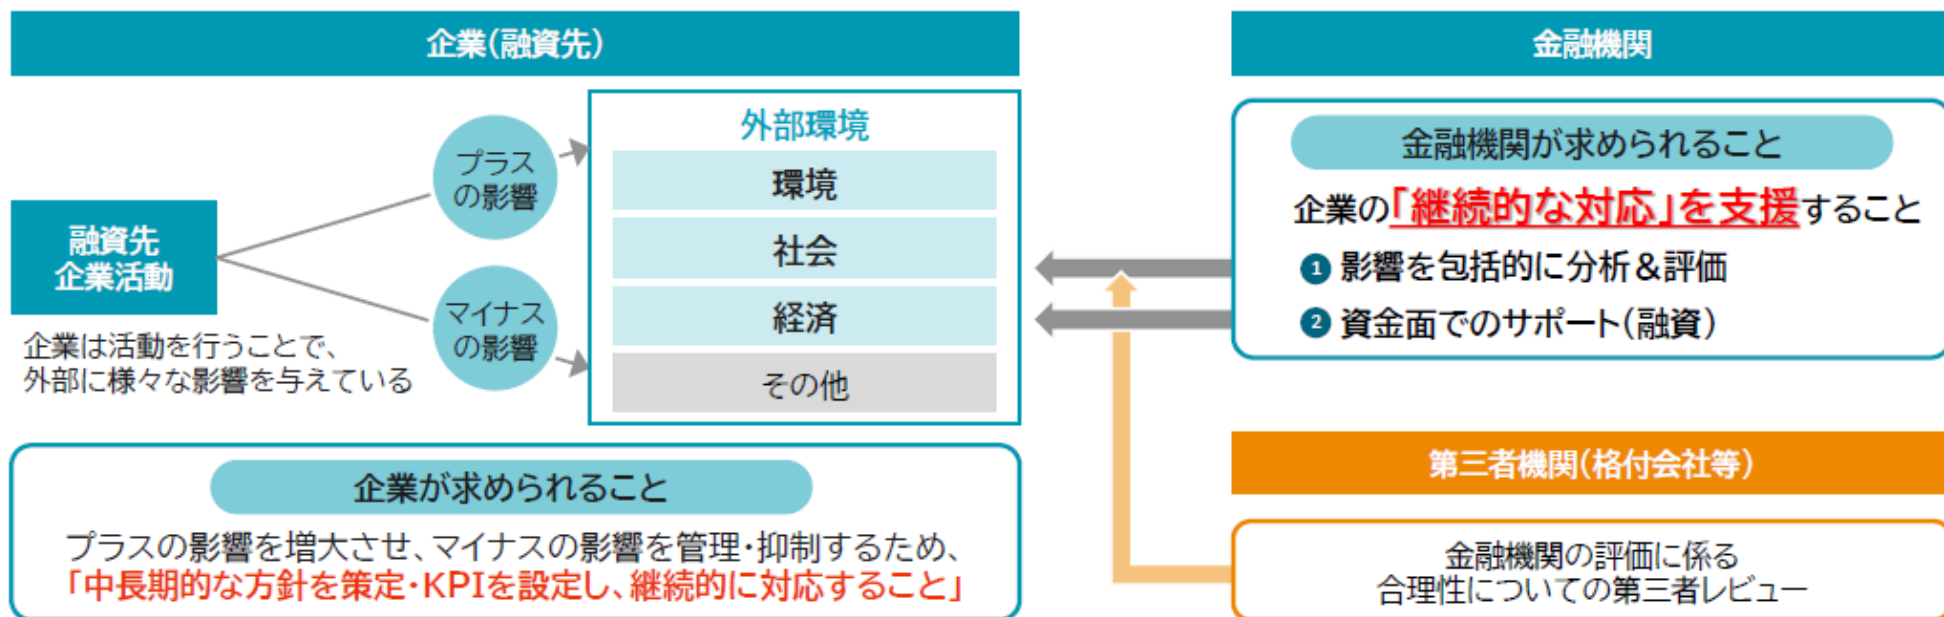 企業(融資先)
プラス
の影響
融資先
企業活動
マイナス
の影響
企業は活動を行うことで、
外部に様々な影響を与えている
外部環境
環境
社会
経済
その他
企業が求められること
プラスの影響を増大させ、マイナスの影響を管理・抑制するため、
「中長期的な方針を策定・KPIを設定し、継続的に対応すること」
金融機関
金融機関が求められること
企業の「継続的な対応」を支援すること
1 影響を包括的に分析&評価
2 資金面でのサポート(融資)
第三者機関(格付会社等)
金融機関の評価に係る
合理性についての第三者レビュー